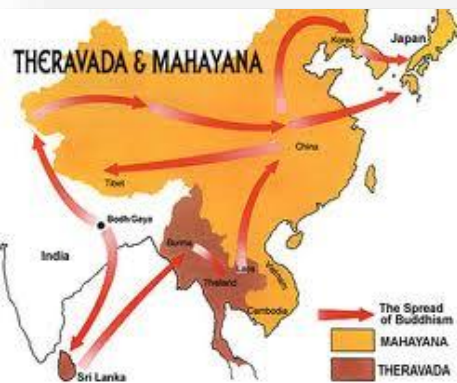 THERAVADA & MAHAYANA
Korea
Japan
China
Tibet
Bodh Gaya
India
Burma
Laos
Thailand
Vietnam
Cambodia
Sri Lanka
The Spread
of Buddhism
MAHAYANA
THERAVADA